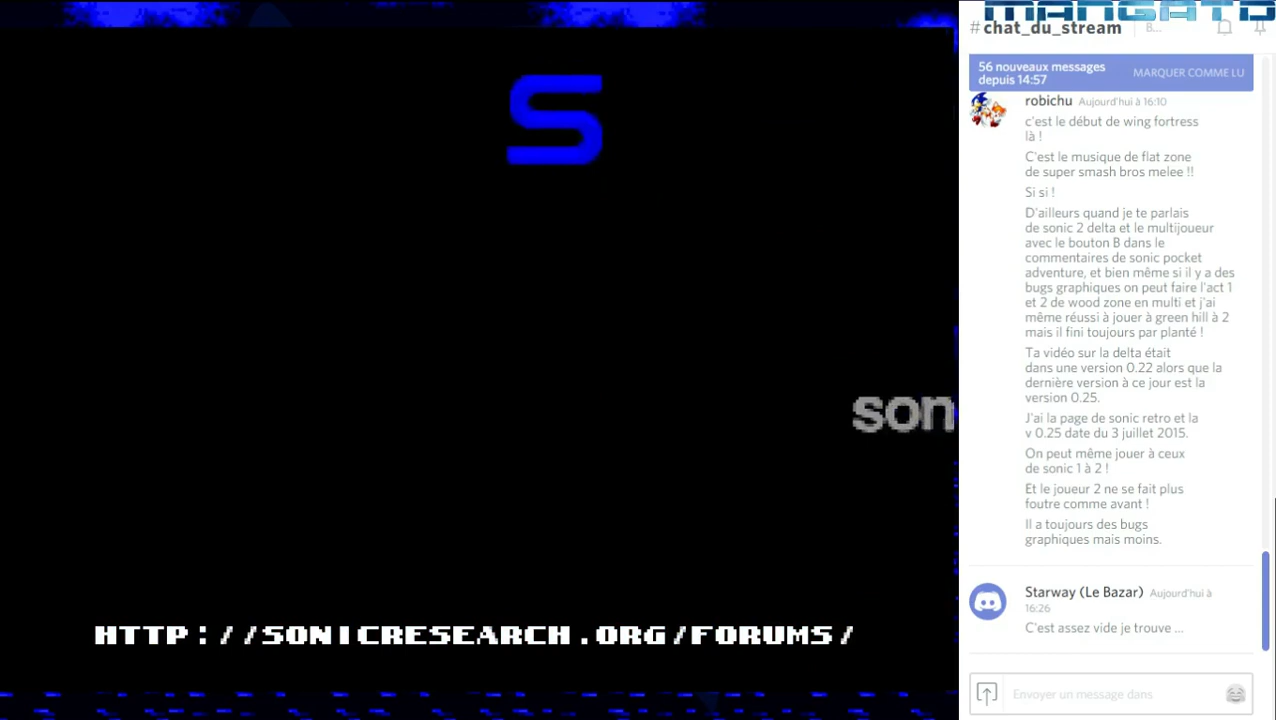 S
son
HTTP://SONICRESEARCH.ORG/FORUMS/
MANGATD
#chat_du_stream
B...
56 nouveaux messages
depuis 14:57
MARQUER COMME LU
robichu Aujourd'hui à 16:10
c'est le début de wing fortress
là !
C'est le musique de flat zone
de super smash bros melee !!
Si si !
D'ailleurs quand je te parlais
de sonic 2 delta et le multijoueur
avec le bouton B dans le
commentaires de sonic pocket
adventure, et bien même si il y a des
bugs graphiques on peut faire l'act 1
et 2 de wood zone en multi et j'ai
même réussi à jouer à green hill à 2
mais il fini toujours par planté !
Ta vidéo sur la delta était
dans une version 0.22 alors que la
dernière version à ce jour est la
version 0.25.
J'ai la page de sonic retro et la
v 0.25 date du 3 juillet 2015.
On peut même jouer à ceux
de sonic 1 à 2 !
Et le joueur 2 ne se fait plus
foutre comme avant !
Il a toujours des bugs
graphiques mais moins.
Starway (Le Bazar) Aujourd'hui à
16:26
C'est assez vide je trouve ...
Envoyer un message dans